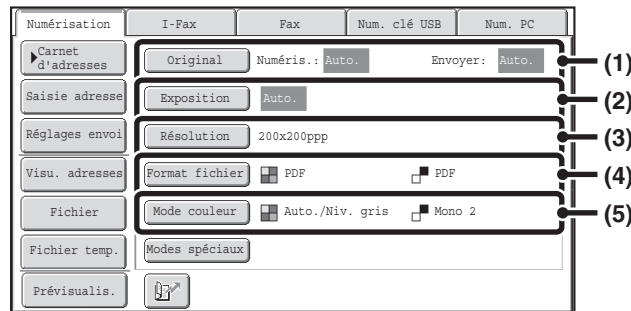 Numérisation I-Fax Fax Num. clé USB Num. PC
Carnet
d'adresses
Original Numéris.: Auto. Envoyer: Auto. (1)
Saisie adresse Exposition Auto. (2)
Réglages envoi Résolution 200x200ppp (3)
Visu. adresses Format fichier PDF PDF (4)
Fichier Mode couleur Auto./Niv. gris Mono 2 (5)
Fichier temp. Modes spéciaux
Prévisualis.